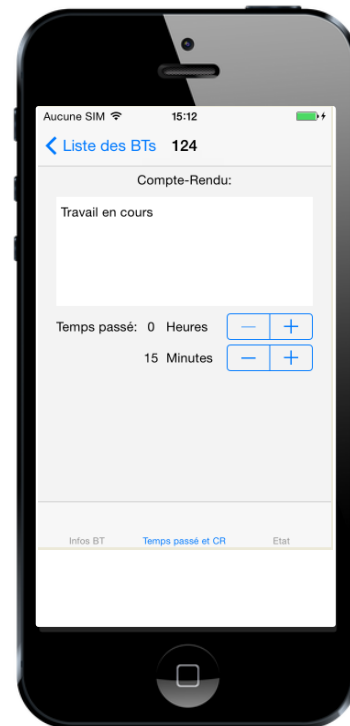 Aucune SIM 15:12
Liste des BTs 124
Compte-Rendu:
Travail en cours
Temps passé: 0 Heures
15 Minutes
Infos BT Temps passé et CR Etat